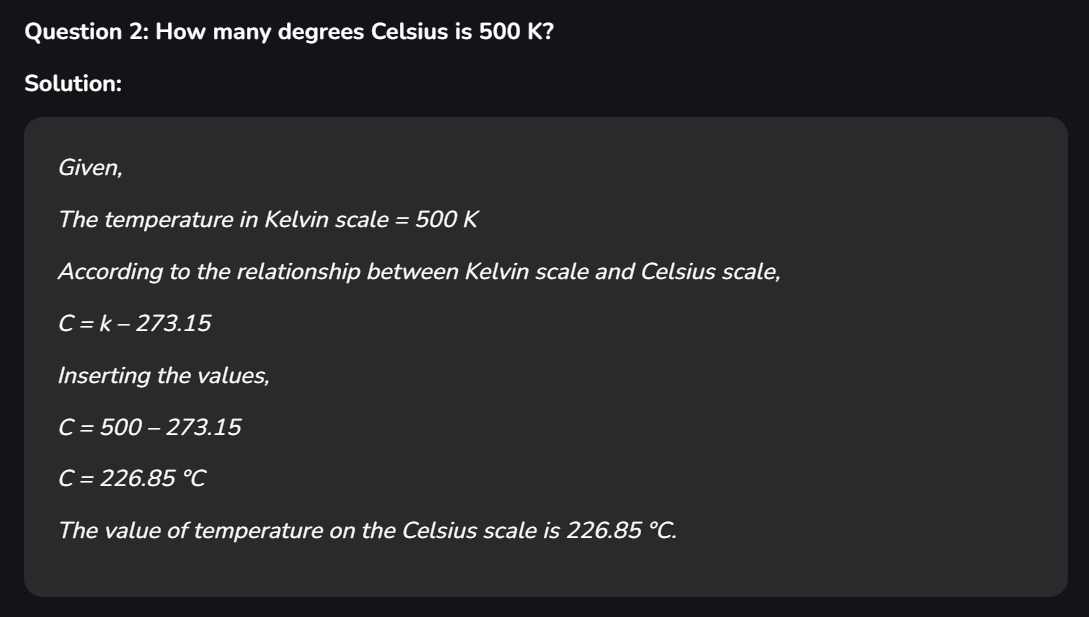 Question 2: How many degrees Celsius is 500 K?
Solution:
Given,
The temperature in Kelvin scale = 500 K
According to the relationship between Kelvin scale and Celsius scale,
C = k – 273.15
Inserting the values,
C = 500 – 273.15
C = 226.85 °C
The value of temperature on the Celsius scale is 226.85 °C.